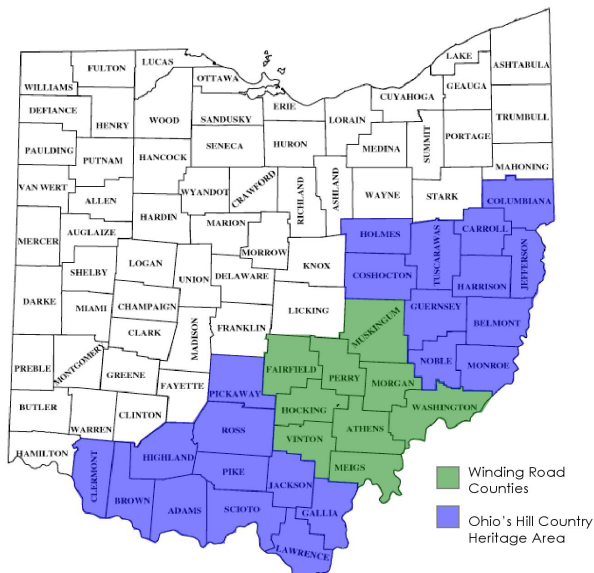 WILLIAMS
FULTON
LUCAS
OTTAWA
LAKE
ASHTABULA
GEAUGA
CUYAHOGA
DEFIANCE
HENRY
WOOD
SANDUSKY
ERIE
LORAIN
TRUMBULL
SUMMIT
PORTAGE
PAULDING
PUTNAM
HANCOCK
SENECA
HURON
MEDINA
MAHONING
VAN WERT
ALLEN
WYANDOT
CRAWFORD
RICHLAND
ASHLAND
WAYNE
STARK
COLUMBIANA
HARDIN
MARION
AUGLAIZE
MERCER
MORROW
HOLMES
TUSCARAWAS
CARROLL
JEFFERSON
LOGAN
UNION
DELAWARE
KNOX
COSHOCTON
HARRISON
SHELBY
DARKE
MIAMI
CHAMPAIGN
LICKING
MUSKINGUM
GUERNSEY
BELMONT
CLARK
MADISON
FRANKLIN
PREBLE
MONTGOMERY
GREENE
FAYETTE
PICKAWAY
FAIRFIELD
PERRY
MORGAN
NOBLE
MONROE
BUTLER
WARREN
CLINTON
ROSS
HOCKING
ATHENS
WASHINGTON
HAMILTON
CLERMONT
HIGHLAND
VINTON
PIKE
MEIGS
JACKSON
BROWN
ADAMS
SCIOTO
GALLIA
LAWRENCE
Winding Road
Counties
Ohio's Hill Country
Heritage Area